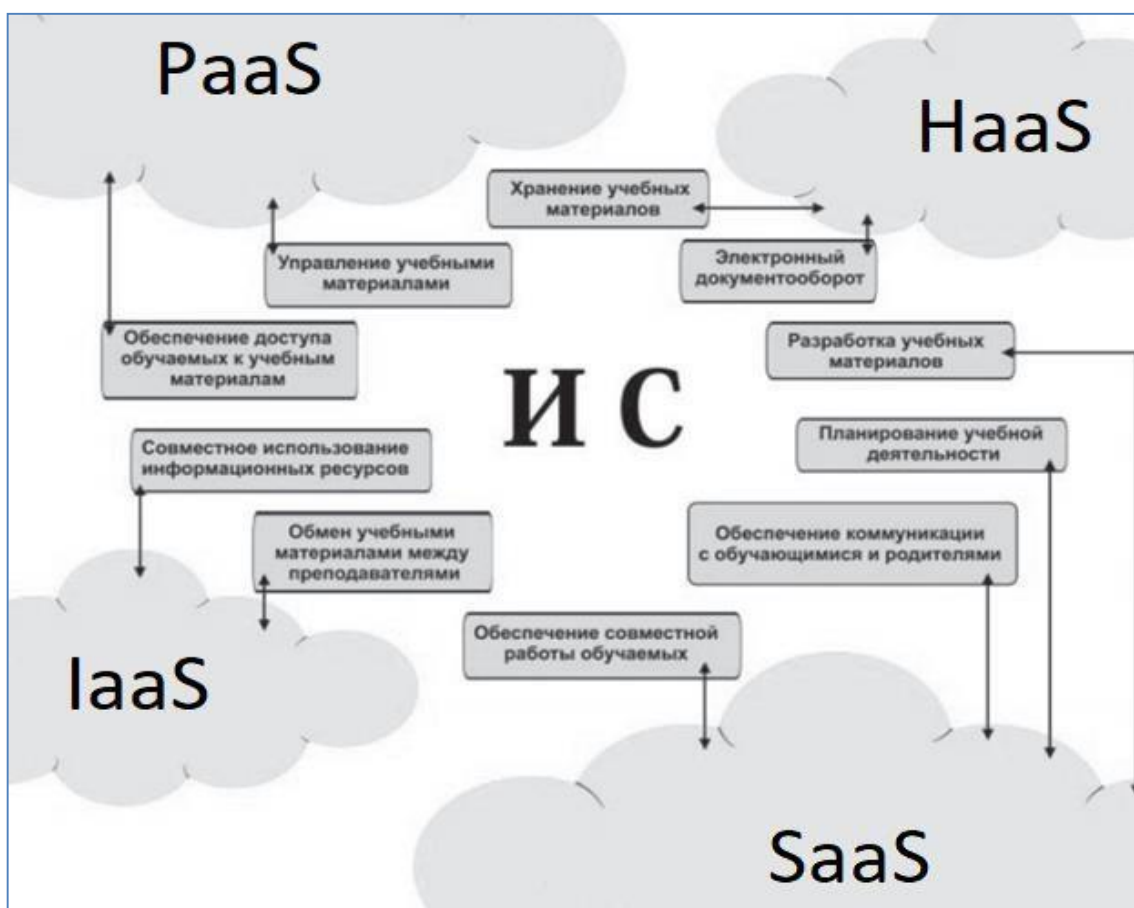 PaaS
HaaS
Хранение учебных
материалов
Управление учебными
материалами
Электронный
документооборот
Обеспечение доступа
обучаемых к учебным
материалам
Разработка учебных
материалов
И С
Совместное использование
информационных ресурсов
Планирование учебной
деятельности
Обмен учебными
материалами между
преподавателями
Обеспечение коммуникации
с обучающимися и родителями
Обеспечение совместной
работы обучаемых
IaaS
SaaS